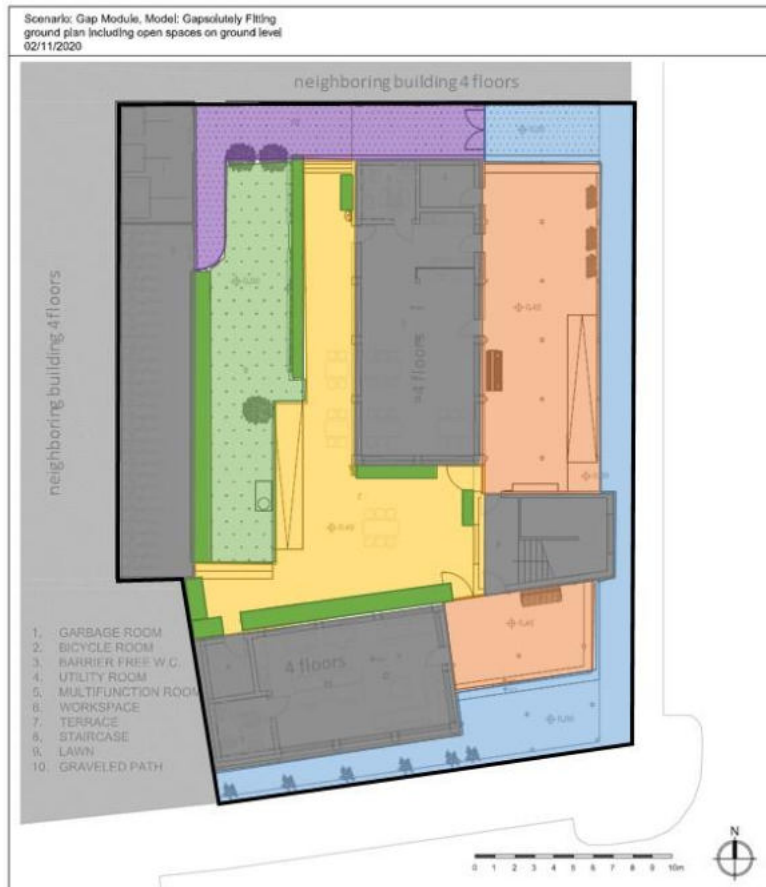 Scenario: Gap Module, Model: Gapsolutely Fitting
ground plan including open spaces on ground level
02/11/2020
neighboring building 4 floors
neighboring building 4 floors
4 floors
4 floors
1. GARBAGE ROOM
2. BICYCLE ROOM
3. BARRIER FREE W.C.
4. UTILITY ROOM
5. MULTIFUNCTION ROOM
6. WORKSPACE
7. TERRACE
8. STAIRCASE
9. LAWN
10. GRAVELED PATH
N
0 1 2 3 4 5 6 7 8 9 10m